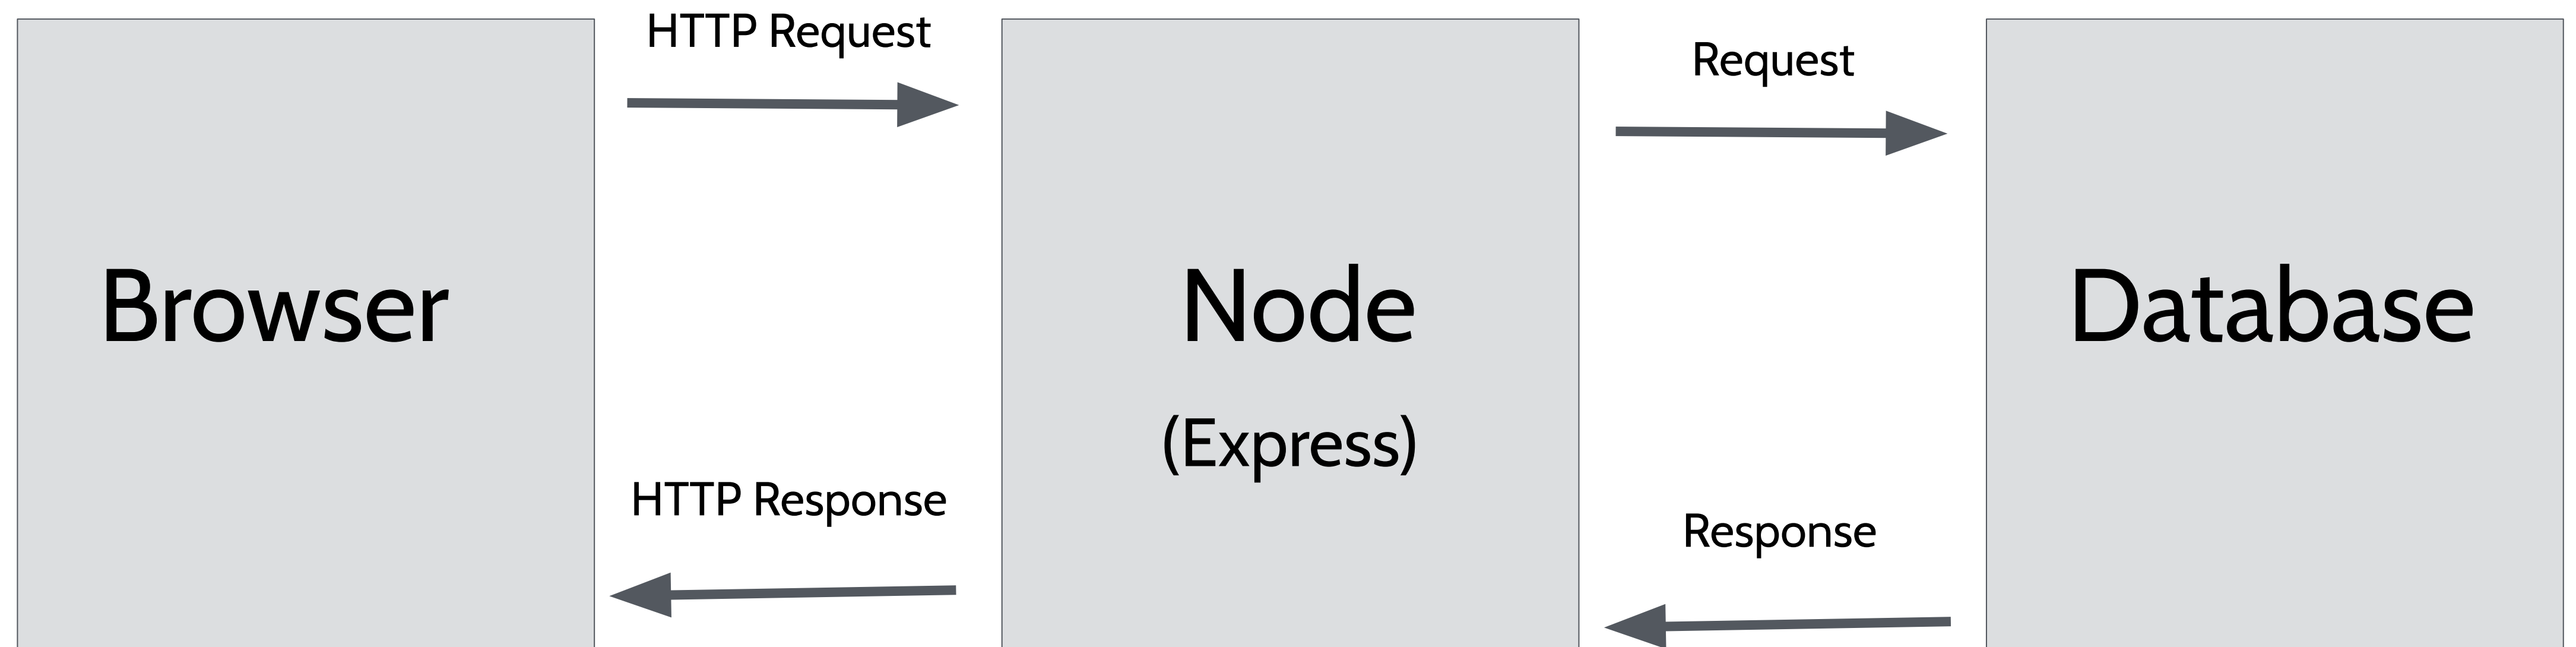 HTTP Request
Request
Browser
Node
Database
(Express)
HTTP Response
Response